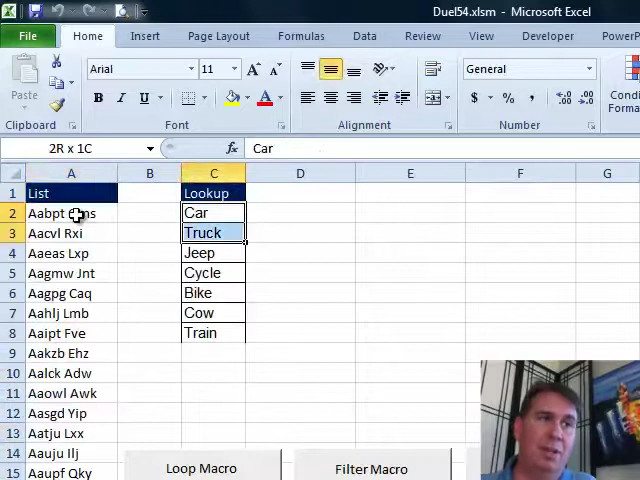 Duel54.xlsm - Microsoft Excel
File Home Insert Page Layout Formulas Data Review View Developer PowerP
Paste Arial 11 A A General Condi
B I U A $ % , .00
Clipboard Font Alignment Number
2R x 1C fx Car
A B C D E F G
1 List Lookup
2 Aabpt Car
3 Aacvl Rxi Truck
4 Aaeas Lxp Jeep
5 Aagmw Jnt Cycle
6 Aagpg Caq Bike
7 Aahlj Lmb Cow
8 Aaipt Fve Train
9 Aakzb Ehz
10 Aalck Adw
11 Aaowl Awk
12 Aasgd Yip
13 Aatju Lxx
14 Aauju Ilj
15 Aaupf Qky
Loop Macro Filter Macro